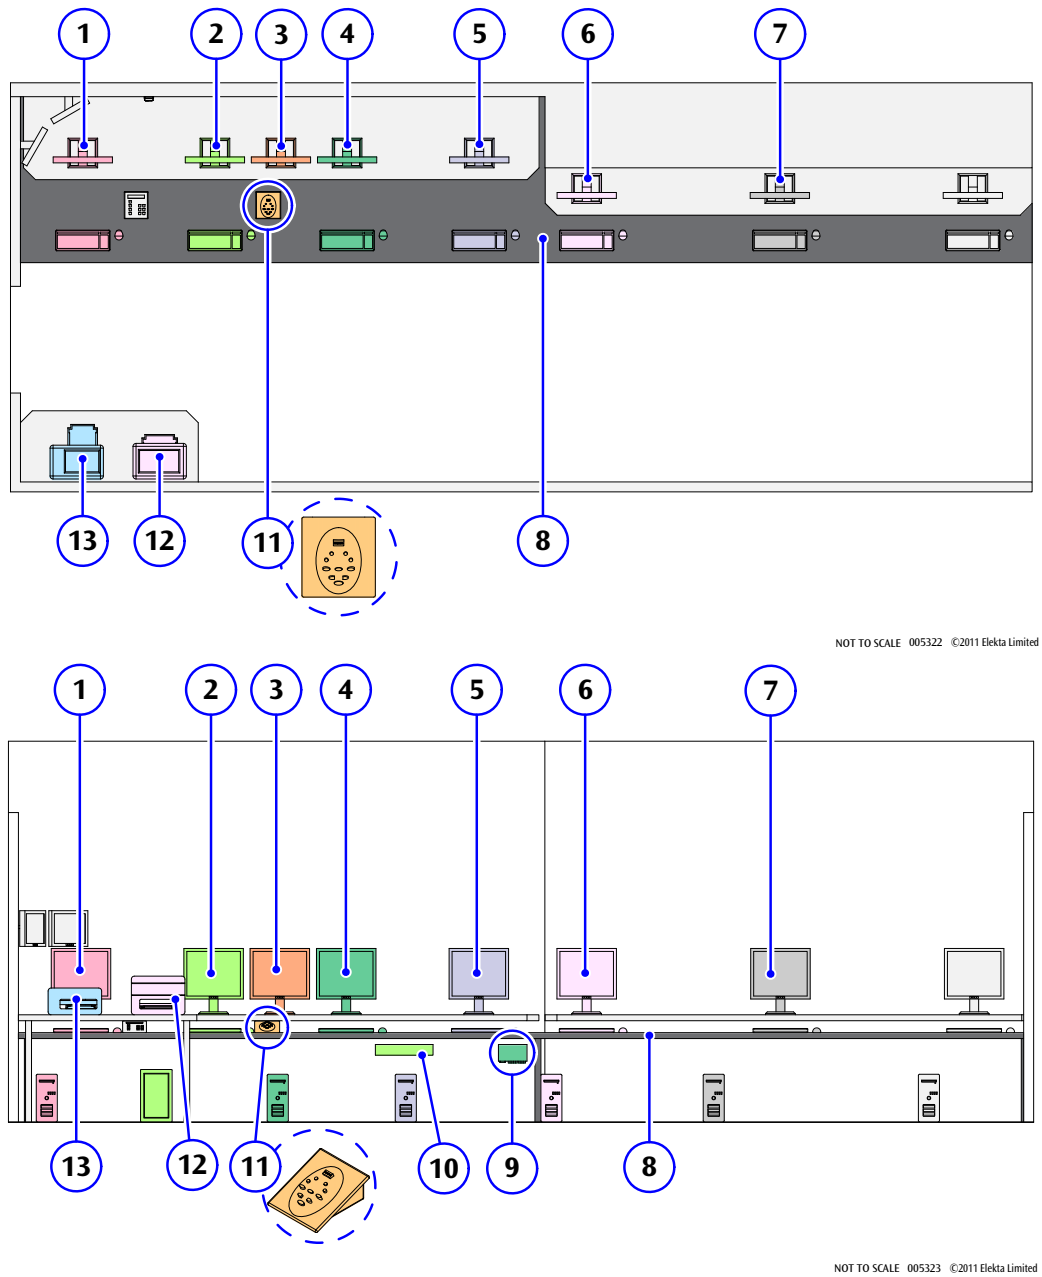 1 2 3 4 5 6 7
13 12 11 8
NOT TO SCALE 005322 ©2011 Elekta Limited
1 2 3 4 5 6 7
13 12 11 10 9 8
NOT TO SCALE 005323 ©2011 Elekta Limited